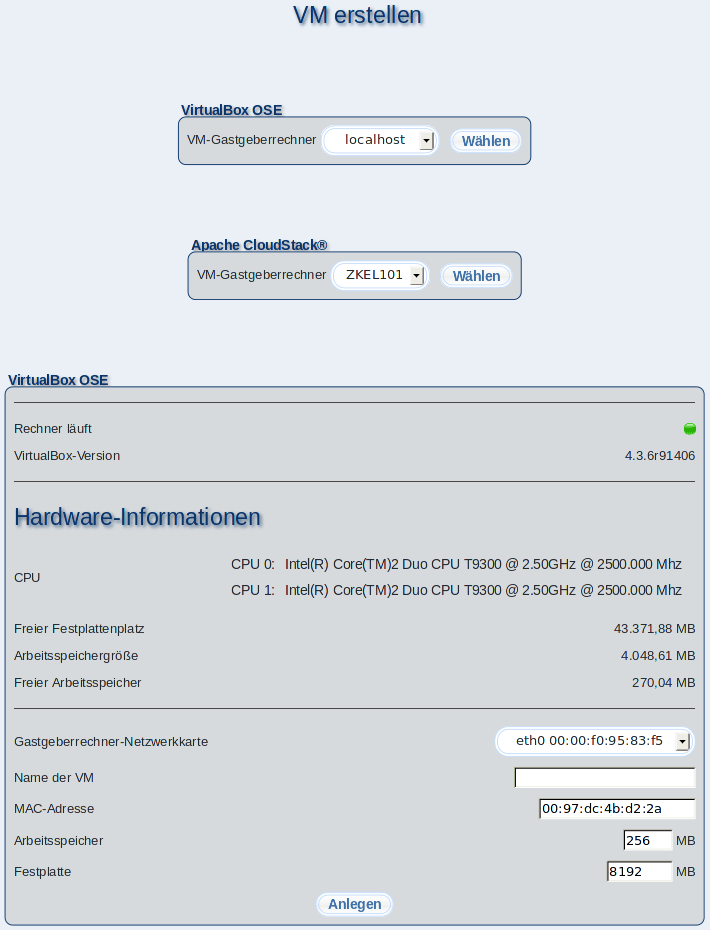 VM erstellen
VirtualBox OSE
VM-Gastgeberrechner localhost Wählen
Apache CloudStack®
VM-Gastgeberrechner ZKEL101 Wählen
VirtualBox OSE
Rechner läuft
VirtualBox-Version 4.3.6r91406
Hardware-Informationen
CPU
CPU 0: Intel(R) Core(TM)2 Duo CPU T9300 @ 2.50GHz @ 2500.000 Mhz
CPU 1: Intel(R) Core(TM)2 Duo CPU T9300 @ 2.50GHz @ 2500.000 Mhz
Freier Festplattenplatz 43.371,88 MB
Arbeitsspeichergröße 4.048,61 MB
Freier Arbeitsspeicher 270,04 MB
Gastgeberrechner-Netzwerkkarte eth0 00:00:f0:95:83:f5
Name der VM
MAC-Adresse 00:97:dc:4b:d2:2a
Arbeitsspeicher 256 MB
Festplatte 8192 MB
Anlegen